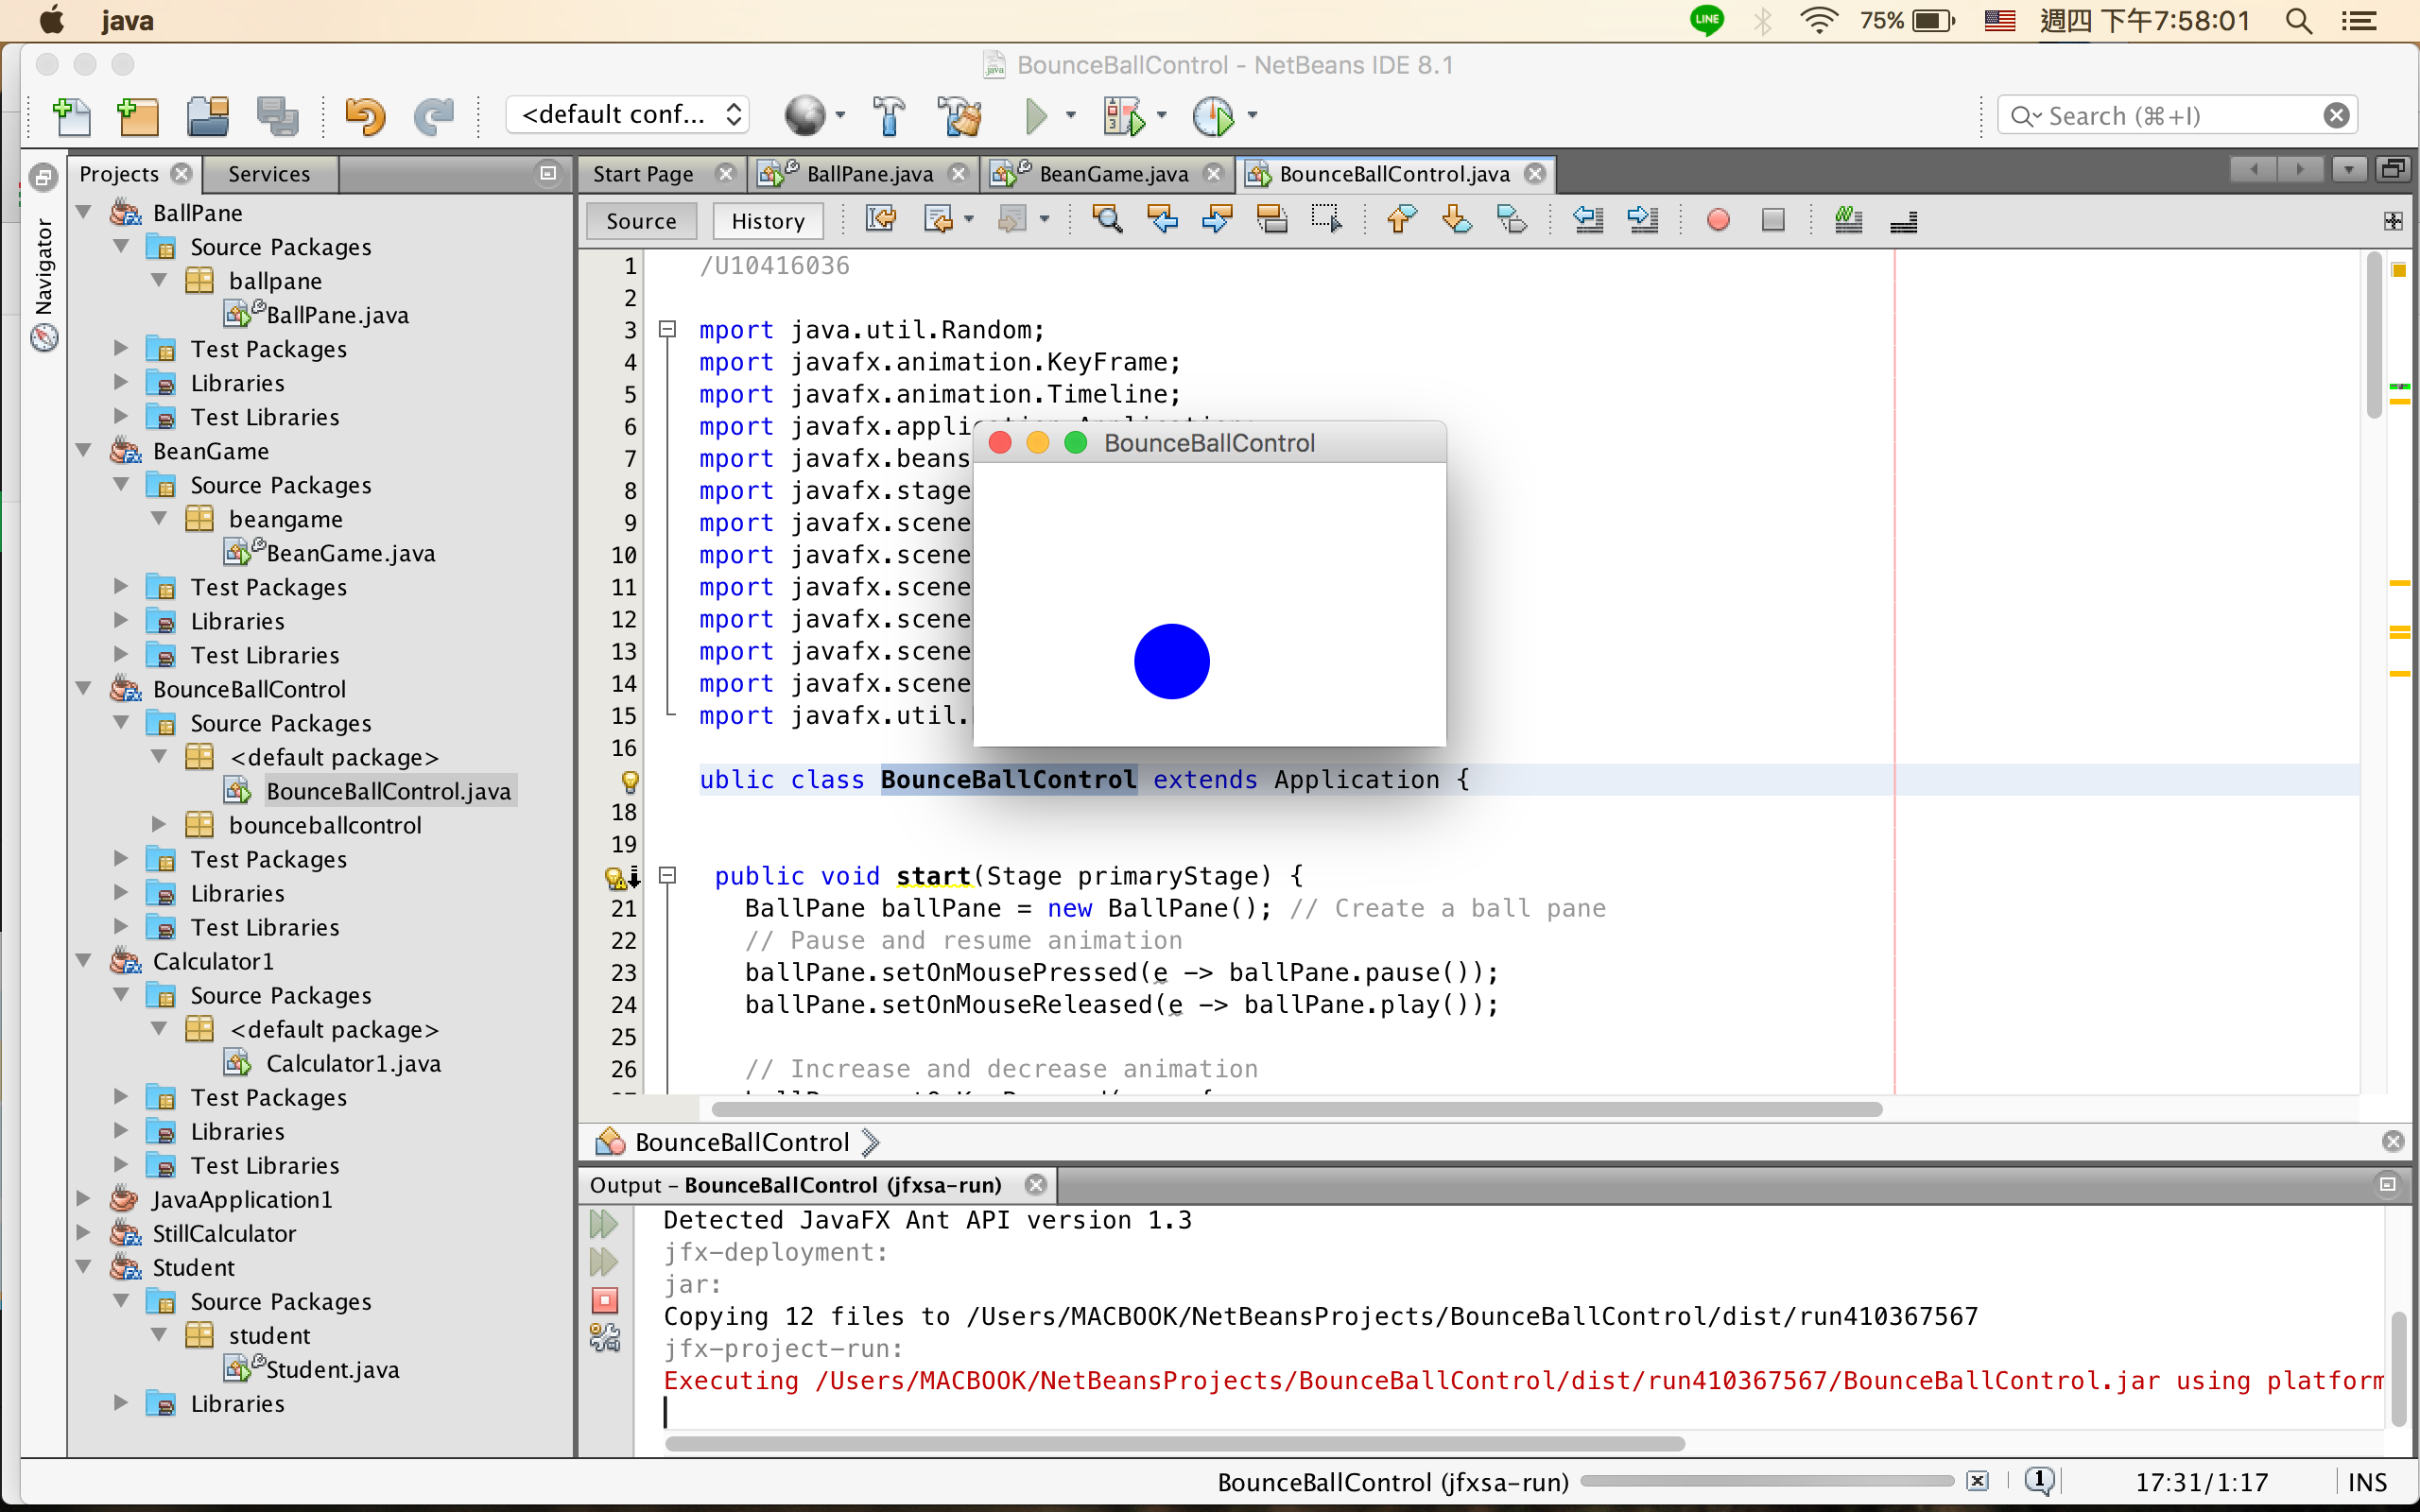 java
LINE
75%
週四 下午7:58:01
BounceBallControl - NetBeans IDE 8.1
<default conf...
Search (⌘+I)
Navigator
Projects
Services
BallPane
Source Packages
ballpane
BallPane.java
Test Packages
Libraries
Test Libraries
BeanGame
Source Packages
beangame
BeanGame.java
Test Packages
Libraries
Test Libraries
BounceBallControl
Source Packages
<default package>
BounceBallControl.java
bounceballcontrol
Test Packages
Libraries
Test Libraries
Calculator1
Source Packages
<default package>
Calculator1.java
Test Packages
Libraries
Test Libraries
JavaApplication1
StillCalculator
Student
Source Packages
student
Student.java
Libraries
Start Page
BallPane.java
BeanGame.java
BounceBallControl.java
Source
History
1 /U10416036
2
3 mport java.util.Random;
4 mport javafx.animation.KeyFrame;
5 mport javafx.animation.Timeline;
6 mport javafx.appli
7 mport javafx.beans
8 mport javafx.stage
9 mport javafx.scene
10 mport javafx.scene
11 mport javafx.scene
12 mport javafx.scene
13 mport javafx.scene
14 mport javafx.scene
15 mport javafx.util.
16
ublic class BounceBallControl extends Application {
18
19
public void start(Stage primaryStage) {
21 BallPane ballPane = new BallPane(); // Create a ball pane
22 // Pause and resume animation
23 ballPane.setOnMousePressed(e -> ballPane.pause());
24 ballPane.setOnMouseReleased(e -> ballPane.play());
25
26 // Increase and decrease animation
BounceBallControl
BounceBallControl
Output - BounceBallControl (jfxsa-run)
Detected JavaFX Ant API version 1.3
jfx-deployment:
jar:
Copying 12 files to /Users/MACBOOK/NetBeansProjects/BounceBallControl/dist/run410367567
jfx-project-run:
Executing /Users/MACBOOK/NetBeansProjects/BounceBallControl/dist/run410367567/BounceBallControl.jar using platform
BounceBallControl (jfxsa-run)
1
17:31/1:17
INS